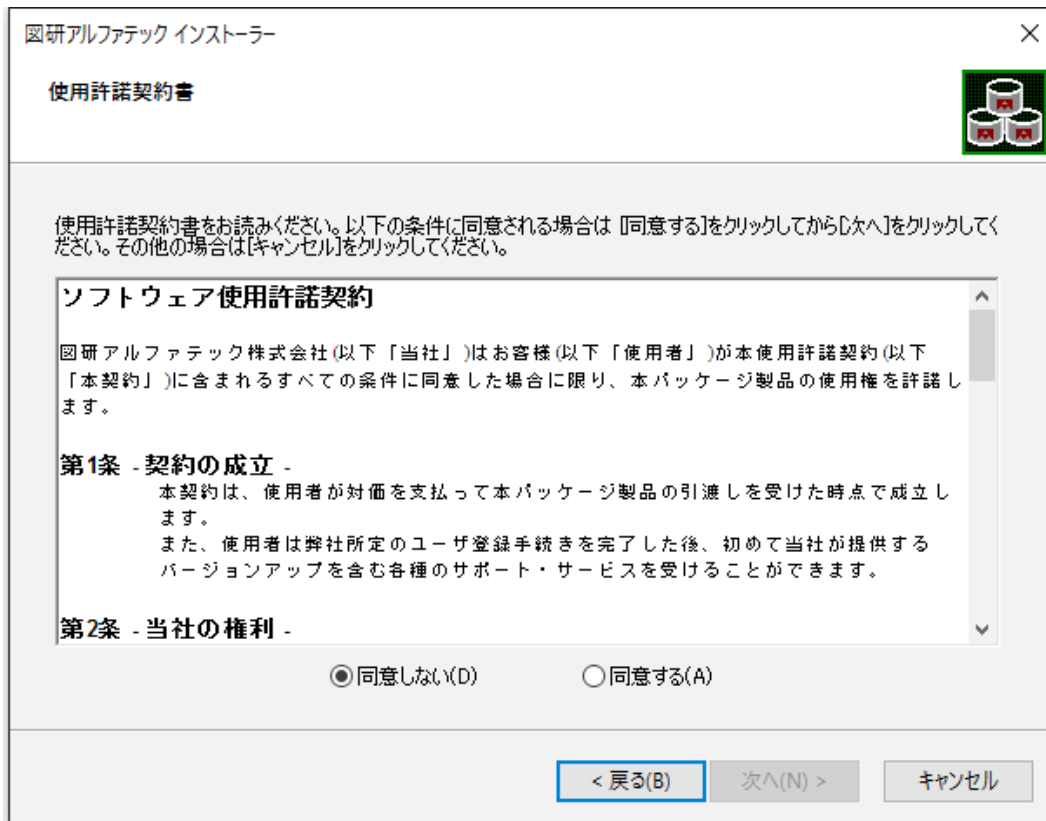 図研アルファテック インストーラー
使用許諾契約書
使用許諾契約書をお読みください。以下の条件に同意される場合は [同意する]をクリックしてから[次へ]をクリックしてく
ださい。その他の場合は[キャンセル]をクリックしてください。
ソフトウェア使用許諾契約
図研アルファテック株式会社(以下「当社」)はお客様(以下「使用者」)が本使用許諾契約(以下
「本契約」)に含まれるすべての条件に同意した場合に限り、本パッケージ製品の使用権を許諾し
ます。
第1条 - 契約の成立 -
本契約は、使用者が対価を支払って本パッケージ製品の引渡しを受けた時点で成立し
ます。
また、使用者は弊社所定のユーザ登録手続きを完了した後、初めて当社が提供する
バージョンアップを含む各種のサポート・サービスを受けることができます。
第2条 - 当社の権利 -
同意しない(D) 同意する(A)
< 戻る(B) 次へ(N) > キャンセル